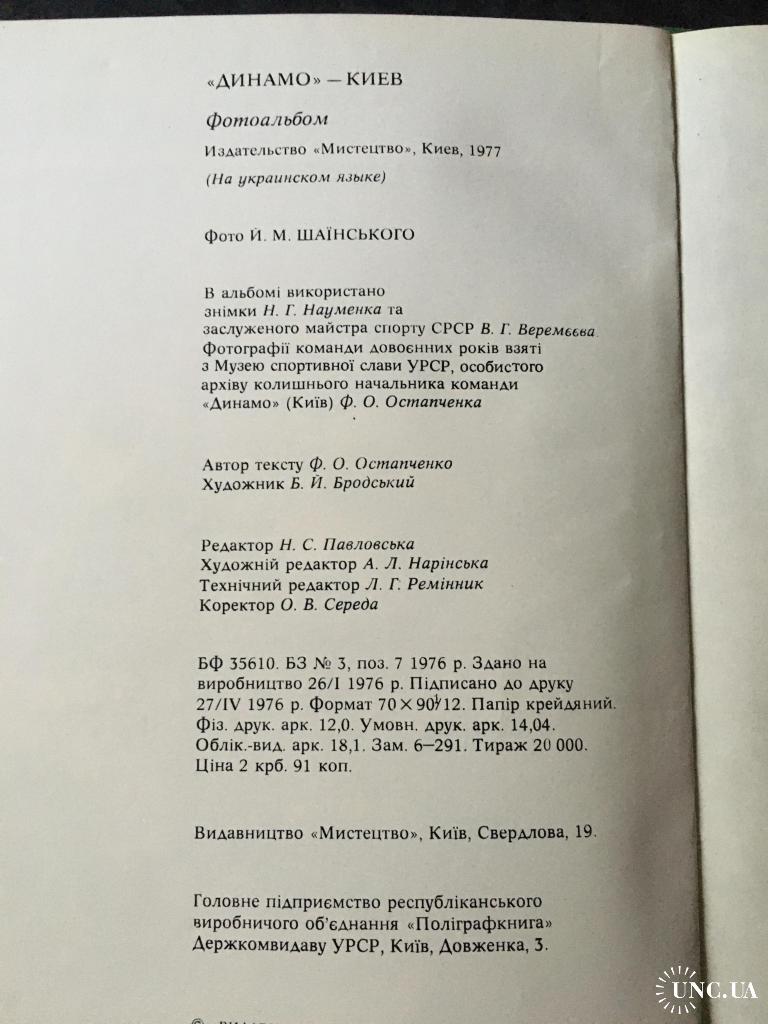 «ДИНАМО» — КИЕВ
Фотоальбом
Издательство «Мистецтво», Киев, 1977
(На украинском языке)
Фото Й. М. ШАЇНСЬКОГО
В альбомі використано
знімки Н. Г. Науменка та
заслуженого майстра спорту СРСР В. Г. Веремєєва.
Фотографії команди довоєнних років взяті
з Музею спортивної слави УРСР, особистого
архіву колишнього начальника команди
«Динамо» (Київ) Ф. О. Остапченка
Автор тексту Ф. О. Остапченко
Художник Б. Й. Бродський
Редактор Н. С. Павловська
Художній редактор А. Л. Нарінська
Технічний редактор Л. Г. Ремінник
Коректор О. В. Середа
БФ 35610. БЗ № 3, поз. 7 1976 р. Здано на
виробництво 26/I 1976 р. Підписано до друку
27/IV 1976 р. Формат 70×90¹/12. Папір крейдяний.
Фіз. друк. арк. 12,0. Умовн. друк. арк. 14,04.
Облік.-вид. арк. 18,1. Зам. 6—291. Тираж 20 000.
Ціна 2 крб. 91 коп.
Видавництво «Мистецтво», Київ, Свердлова, 19.
Головне підприємство республіканського
виробничого об’єднання «Поліграфкнига»
Держкомвидаву УРСР, Київ, Довженка, 3.
UNC.UA